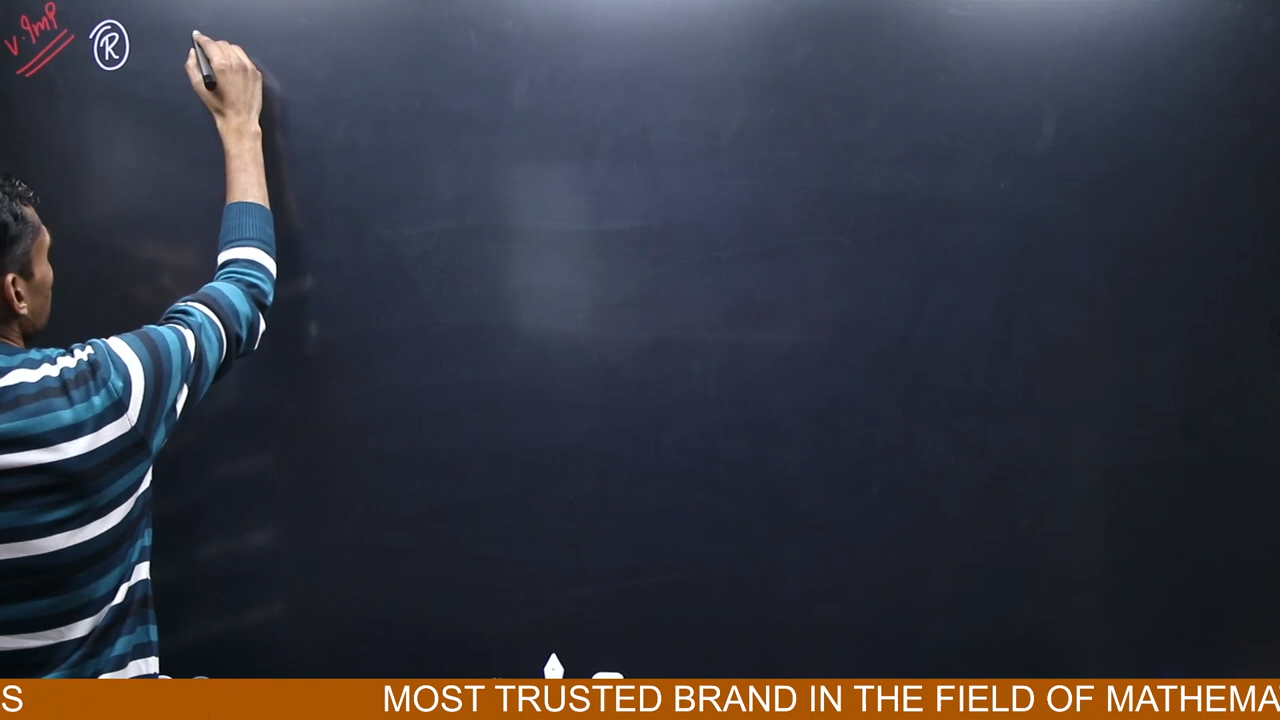 V. Imp
R
S MOST TRUSTED BRAND IN THE FIELD OF MATHEMA